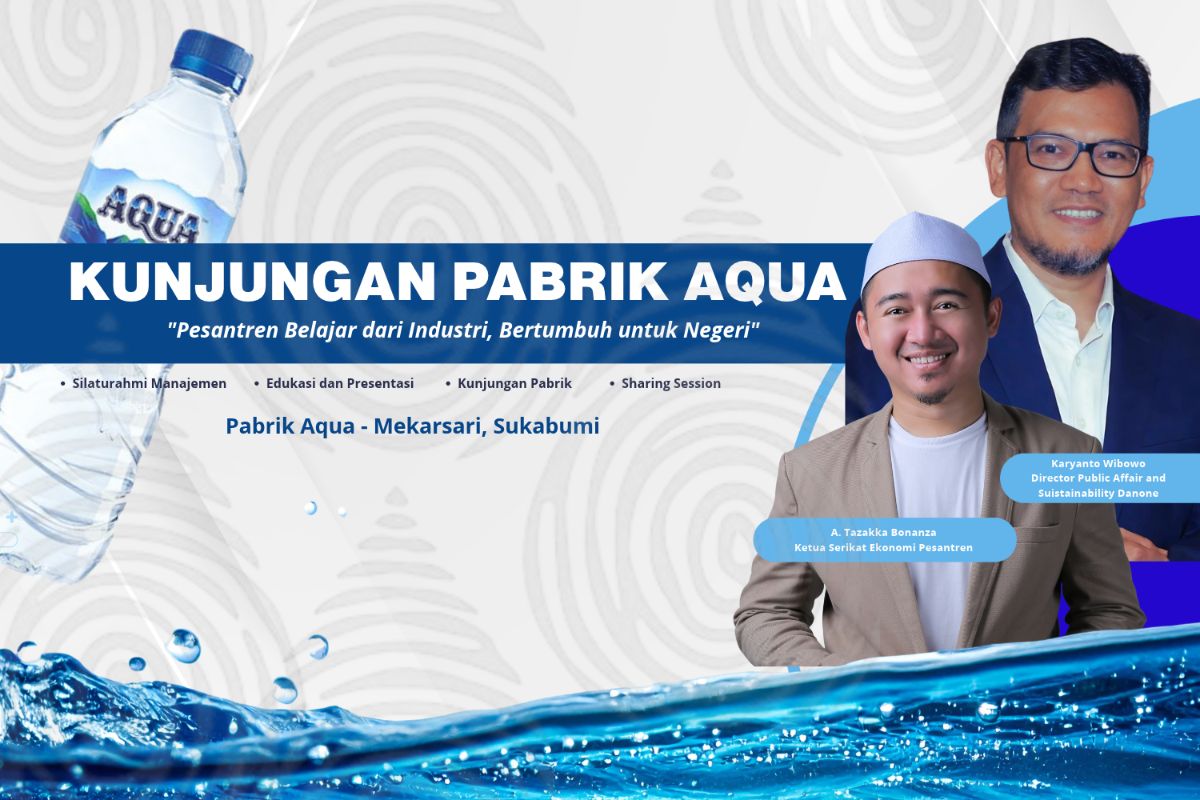 AQUA
KUNJUNGAN PABRIK AQUA
"Pesantren Belajar dari Industri, Bertumbuh untuk Negeri"
• Silaturahmi Manajemen • Edukasi dan Presentasi • Kunjungan Pabrik • Sharing Session
Pabrik Aqua - Mekarsari, Sukabumi
Karyanto Wibowo
Director Public Affair and
Suistainability Danone
A. Tazakka Bonanza
Ketua Serikat Ekonomi Pesantren